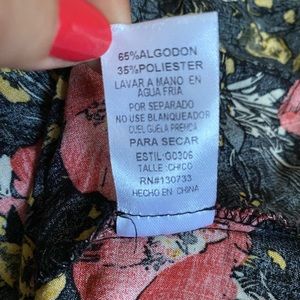 65%ALGODON
35%POLIESTER
LAVAR A MANO EN
AGUA FRIA
POR SEPARADO
NO USE BLANQUEADOR
CUELGUELA PRENDA
PARA SECAR
ESTIL:G0306
TALLE:CHICO
RN#130733
HECHO EN CHINA